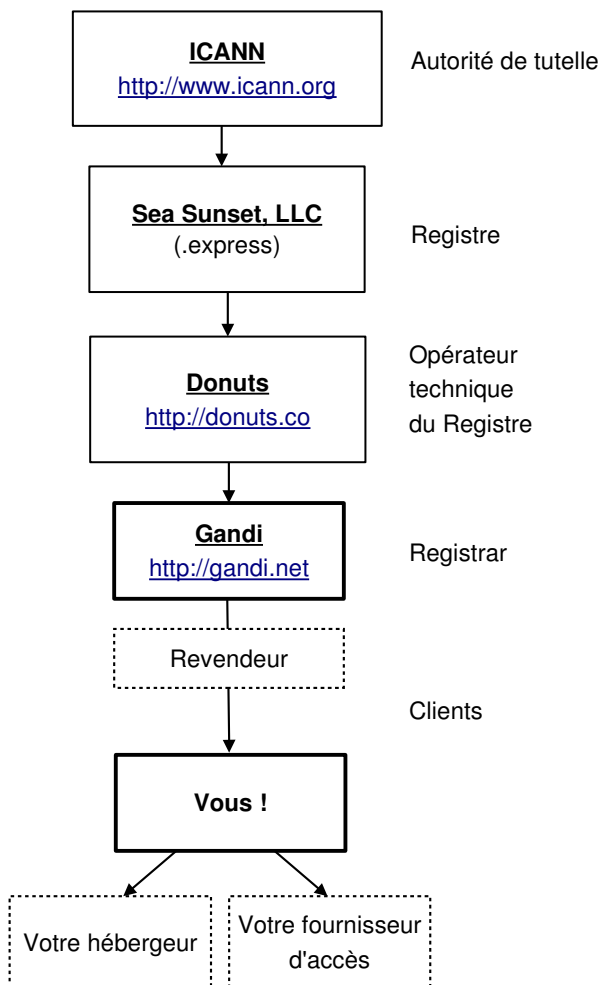 ICANN
http://www.icann.org
Autorité de tutelle
Sea Sunset, LLC
(.express)
Registre
Donuts
http://donuts.co
Opérateur
technique
du Registre
Gandi
http://gandi.net
Registrar
Revendeur
Clients
Vous !
Votre hébergeur
Votre fournisseur
d'accès